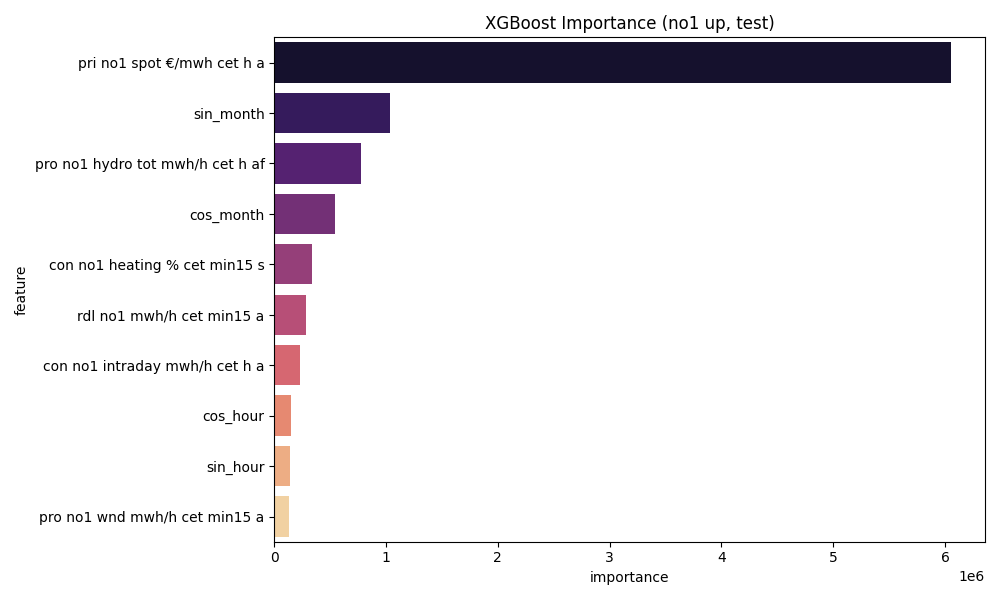 XGBoost Importance (no1 up, test)
pri no1 spot €/mwh cet h a
sin_month
pro no1 hydro tot mwh/h cet h af
cos_month
con no1 heating % cet min15 s
rdl no1 mwh/h cet min15 a
con no1 intraday mwh/h cet h a
cos_hour
sin_hour
pro no1 wnd mwh/h cet min15 a
feature
0 1 2 3 4 5 6
1e6
importance